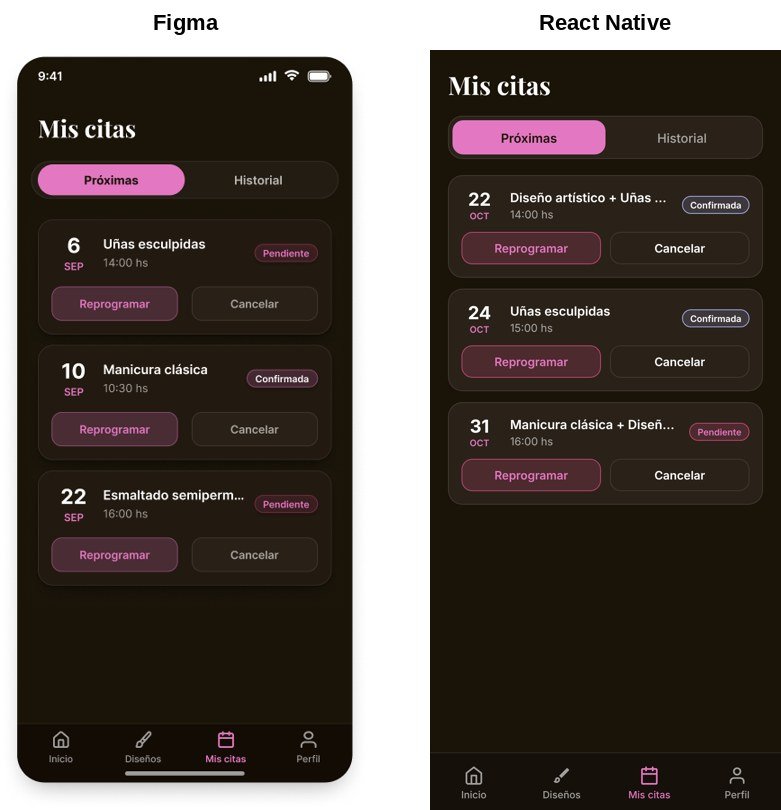 Figma
9:41
Mis citas
Próximas
Historial
6
SEP
Uñas esculpidas
14:00 hs
Pendiente
Reprogramar
Cancelar
10
SEP
Manicura clásica
10:30 hs
Confirmada
Reprogramar
Cancelar
22
SEP
Esmaltado semiperm...
16:00 hs
Pendiente
Reprogramar
Cancelar
Inicio
Diseños
Mis citas
Perfil
React Native
Mis citas
Próximas
Historial
22
OCT
Diseño artístico + Uñas ...
14:00 hs
Confirmada
Reprogramar
Cancelar
24
OCT
Uñas esculpidas
15:00 hs
Confirmada
Reprogramar
Cancelar
31
OCT
Manicura clásica + Diseñ...
16:00 hs
Pendiente
Reprogramar
Cancelar
Inicio
Diseños
Mis citas
Perfil